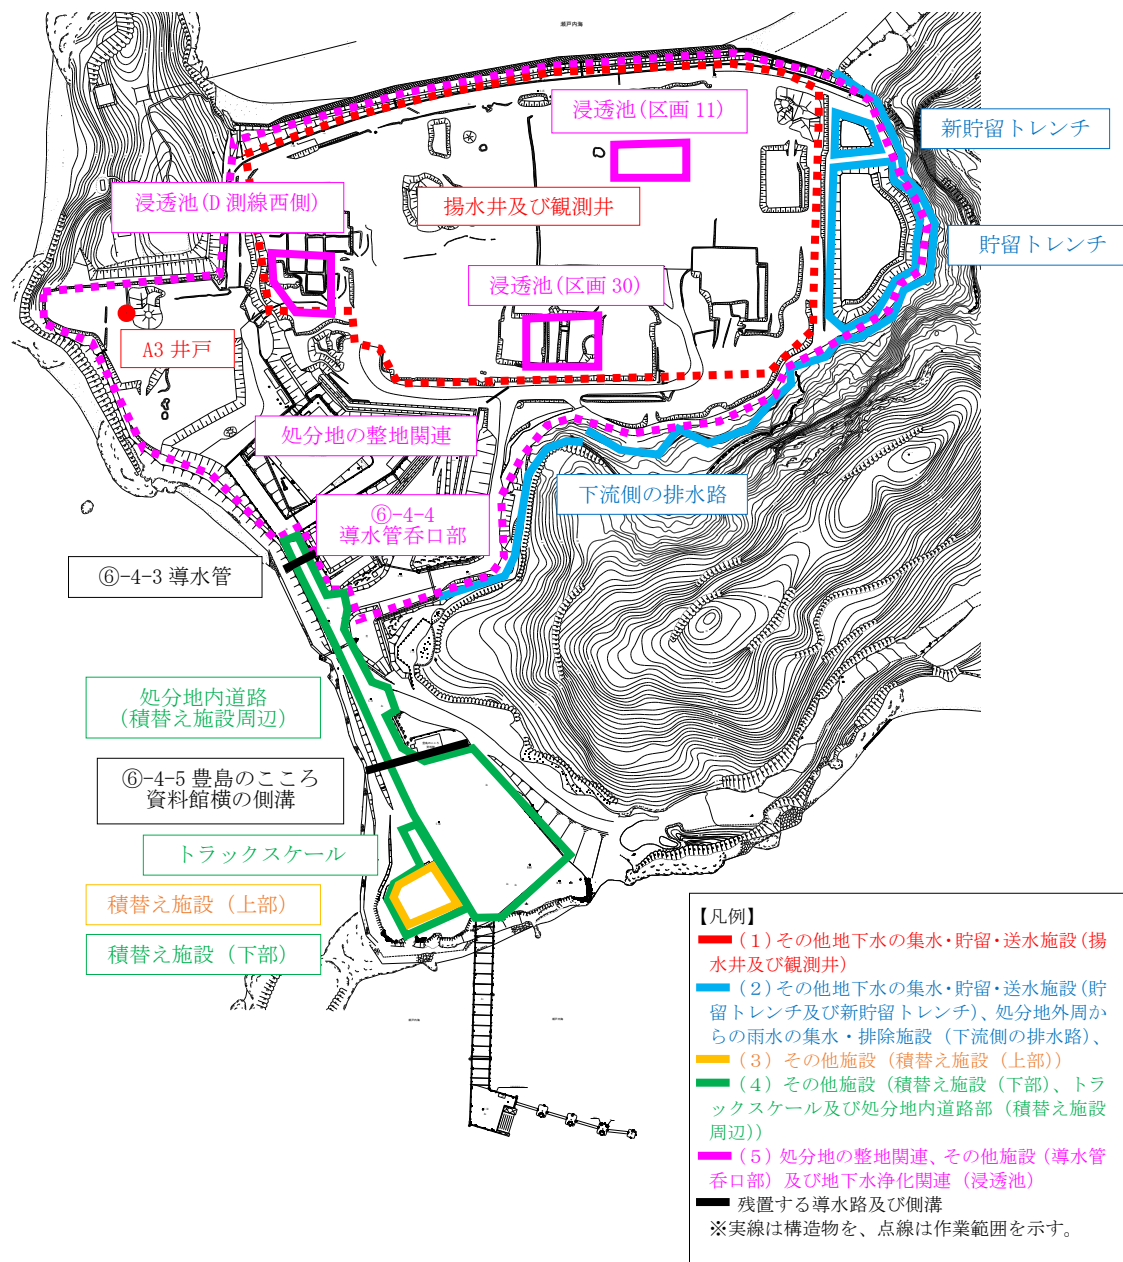 瀬戸内海
浸透池(区画 11)
新貯留トレンチ
浸透池(D 測線西側)
揚水井及び観測井
貯留トレンチ
浸透池(区画 30)
A3 井戸
処分地の整地関連
下流側の排水路
⑥-4-4
導水管呑口部
⑥-4-3 導水管
処分地内道路
(積替え施設周辺)
⑥-4-5 豊島のこころ
資料館横の側溝
トラックスケール
積替え施設（上部）
積替え施設（下部）
【凡例】
(1)その他地下水の集水・貯留・送水施設(揚
水井及び観測井)
(2)その他地下水の集水・貯留・送水施設(貯
留トレンチ及び新貯留トレンチ)、処分地外周か
らの雨水の集水・排除施設（下流側の排水路)、
(3) その他施設（積替え施設（上部))
(4) その他施設（積替え施設（下部)、トラ
ックスケール及び処分地内道路部（積替え施設
周辺))
(5) 処分地の整地関連、その他施設（導水管
呑口部）及び地下水浄化関連（浸透池）
残置する導水路及び側溝
※実線は構造物を、点線は作業範囲を示す。